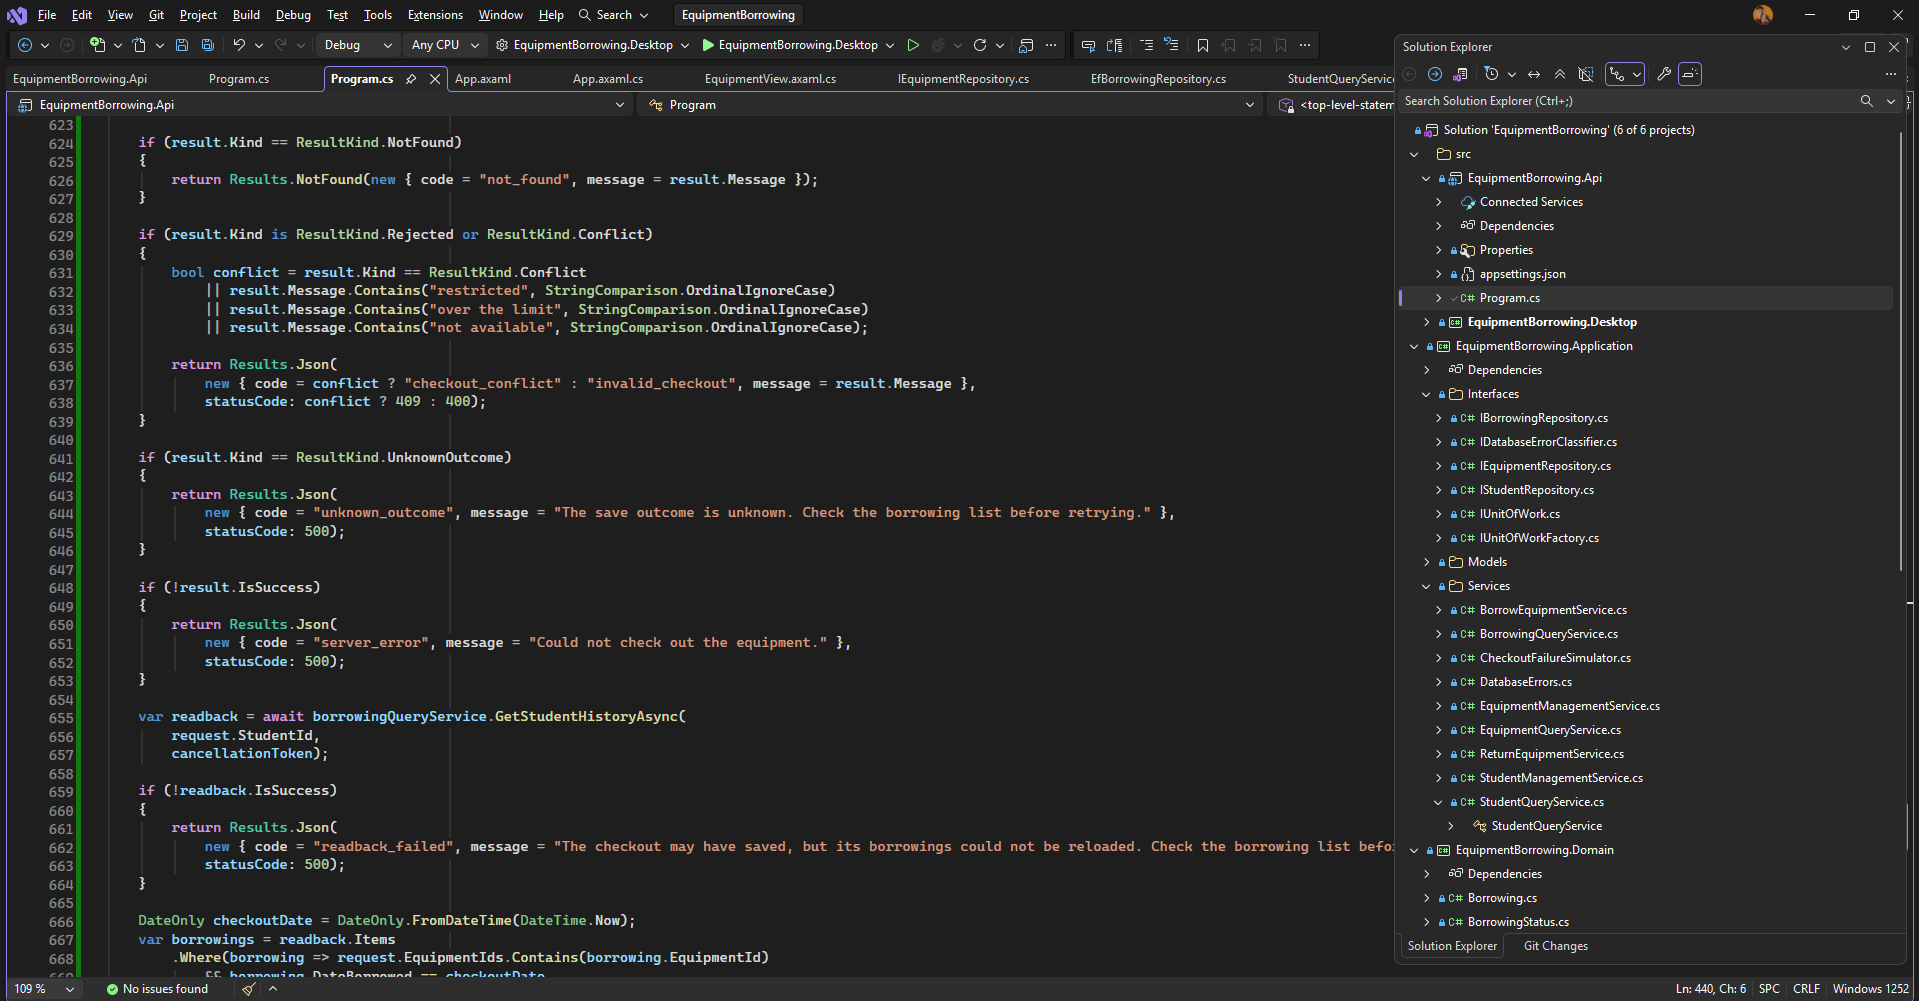 File Edit View Git Project Build Debug Test Tools Extensions Window Help Search EquipmentBorrowing
Debug Any CPU EquipmentBorrowing.Desktop EquipmentBorrowing.Desktop
EquipmentBorrowing.Api Program.cs Program.cs App.axaml App.axaml.cs EquipmentView.axaml.cs IEquipmentRepository.cs EfBorrowingRepository.cs StudentQueryService
EquipmentBorrowing.Api Program <top-level-statem
623
624 if (result.Kind == ResultKind.NotFound)
625 {
626 return Results.NotFound(new { code = "not_found", message = result.Message });
627 }
628
629 if (result.Kind is ResultKind.Rejected or ResultKind.Conflict)
630 {
631 bool conflict = result.Kind == ResultKind.Conflict
632 || result.Message.Contains("restricted", StringComparison.OrdinalIgnoreCase)
633 || result.Message.Contains("over the limit", StringComparison.OrdinalIgnoreCase)
634 || result.Message.Contains("not available", StringComparison.OrdinalIgnoreCase);
635
636 return Results.Json(
637 new { code = conflict ? "checkout_conflict" : "invalid_checkout", message = result.Message },
638 statusCode: conflict ? 409 : 400);
639 }
640
641 if (result.Kind == ResultKind.UnknownOutcome)
642 {
643 return Results.Json(
644 new { code = "unknown_outcome", message = "The save outcome is unknown. Check the borrowing list before retrying." },
645 statusCode: 500);
646 }
647
648 if (!result.IsSuccess)
649 {
650 return Results.Json(
651 new { code = "server_error", message = "Could not check out the equipment." },
652 statusCode: 500);
653 }
654
655 var readback = await borrowingQueryService.GetStudentHistoryAsync(
656 request.StudentId,
657 cancellationToken);
658
659 if (!readback.IsSuccess)
660 {
661 return Results.Json(
662 new { code = "readback_failed", message = "The checkout may have saved, but its borrowings could not be reloaded. Check the borrowing list befo
663 statusCode: 500);
664 }
665
666 DateOnly checkoutDate = DateOnly.FromDateTime(DateTime.Now);
667 var borrowings = readback.Items
668 .Where(borrowing => request.EquipmentIds.Contains(borrowing.EquipmentId)
669 && borrowing.DateBorrowed == checkoutDate
109 % No issues found Ln: 440, Ch: 6 SPC CRLF Windows 1252
Solution Explorer
Search Solution Explorer (Ctrl+;)
Solution 'EquipmentBorrowing' (6 of 6 projects)
src
EquipmentBorrowing.Api
Connected Services
Dependencies
Properties
appsettings.json
C# Program.cs
C# EquipmentBorrowing.Desktop
C# EquipmentBorrowing.Application
Dependencies
Interfaces
C# IBorrowingRepository.cs
C# IDatabaseErrorClassifier.cs
C# IEquipmentRepository.cs
C# IStudentRepository.cs
C# IUnitOfWork.cs
C# IUnitOfWorkFactory.cs
Models
Services
C# BorrowEquipmentService.cs
C# BorrowingQueryService.cs
C# CheckoutFailureSimulator.cs
C# DatabaseErrors.cs
C# EquipmentManagementService.cs
C# EquipmentQueryService.cs
C# ReturnEquipmentService.cs
C# StudentManagementService.cs
C# StudentQueryService.cs
StudentQueryService
C# EquipmentBorrowing.Domain
Dependencies
C# Borrowing.cs
C# BorrowingStatus.cs
Solution Explorer Git Changes